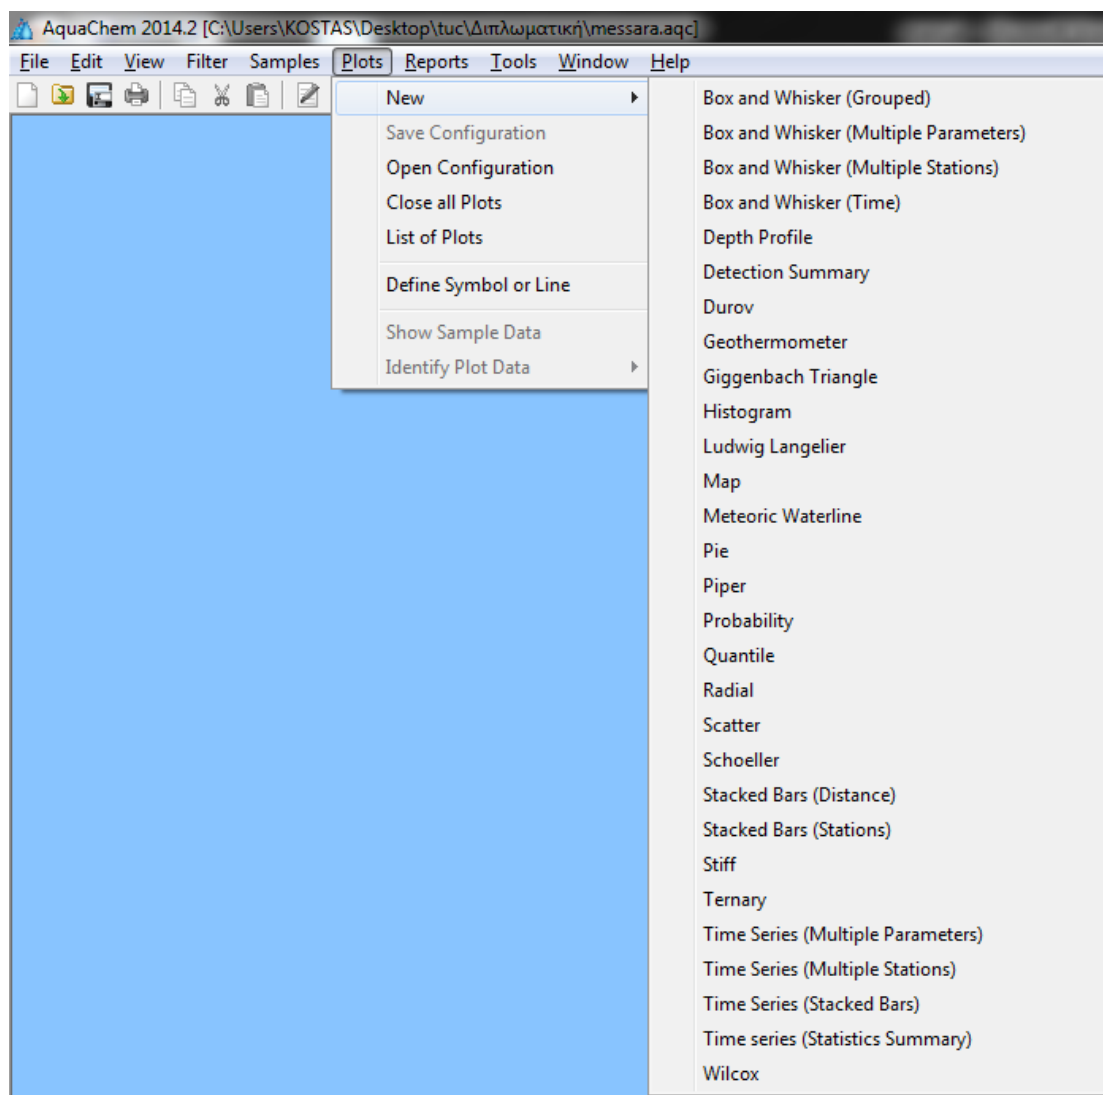 AquaChem 2014.2 [C:\Users\KOSTAS\Desktop\tuc\Διπλωματική\messara.aqc]
File Edit View Filter Samples Plots Reports Tools Window Help
New
Save Configuration
Open Configuration
Close all Plots
List of Plots
Define Symbol or Line
Show Sample Data
Identify Plot Data
Box and Whisker (Grouped)
Box and Whisker (Multiple Parameters)
Box and Whisker (Multiple Stations)
Box and Whisker (Time)
Depth Profile
Detection Summary
Durov
Geothermometer
Giggenbach Triangle
Histogram
Ludwig Langelier
Map
Meteoric Waterline
Pie
Piper
Probability
Quantile
Radial
Scatter
Schoeller
Stacked Bars (Distance)
Stacked Bars (Stations)
Stiff
Ternary
Time Series (Multiple Parameters)
Time Series (Multiple Stations)
Time Series (Stacked Bars)
Time series (Statistics Summary)
Wilcox